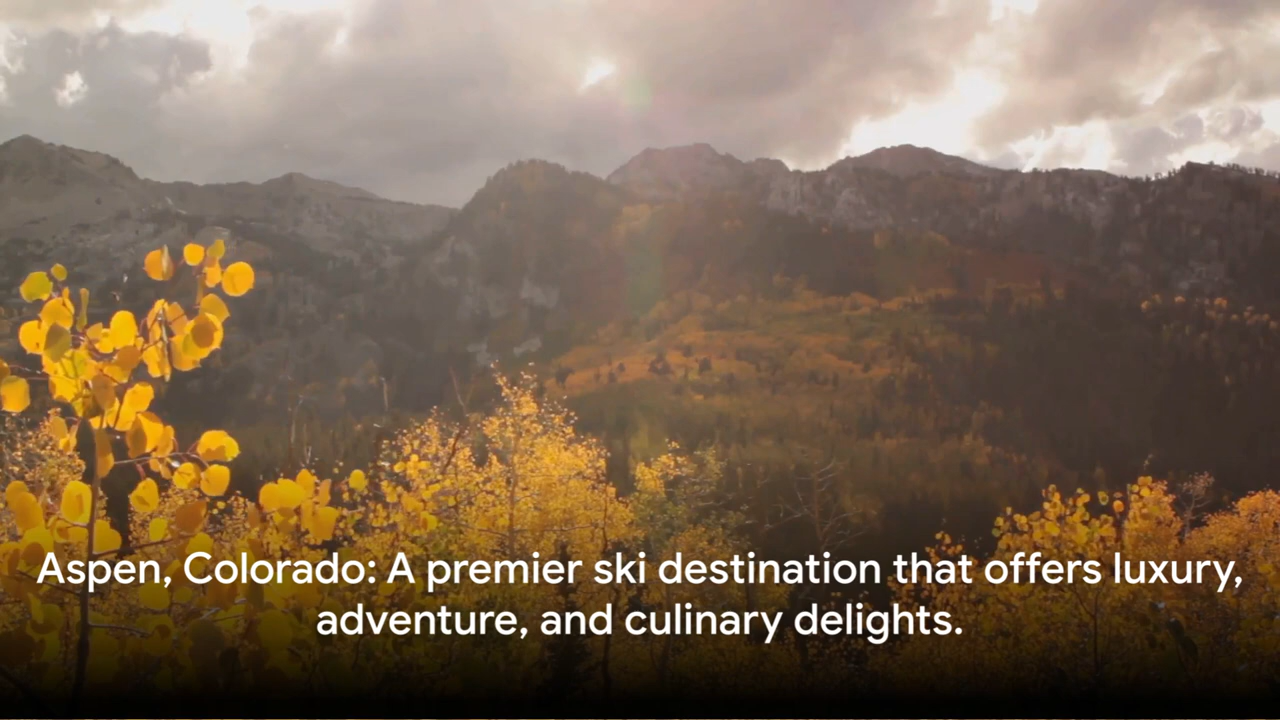 Aspen, Colorado: A premier ski destination that offers luxury,
adventure, and culinary delights.